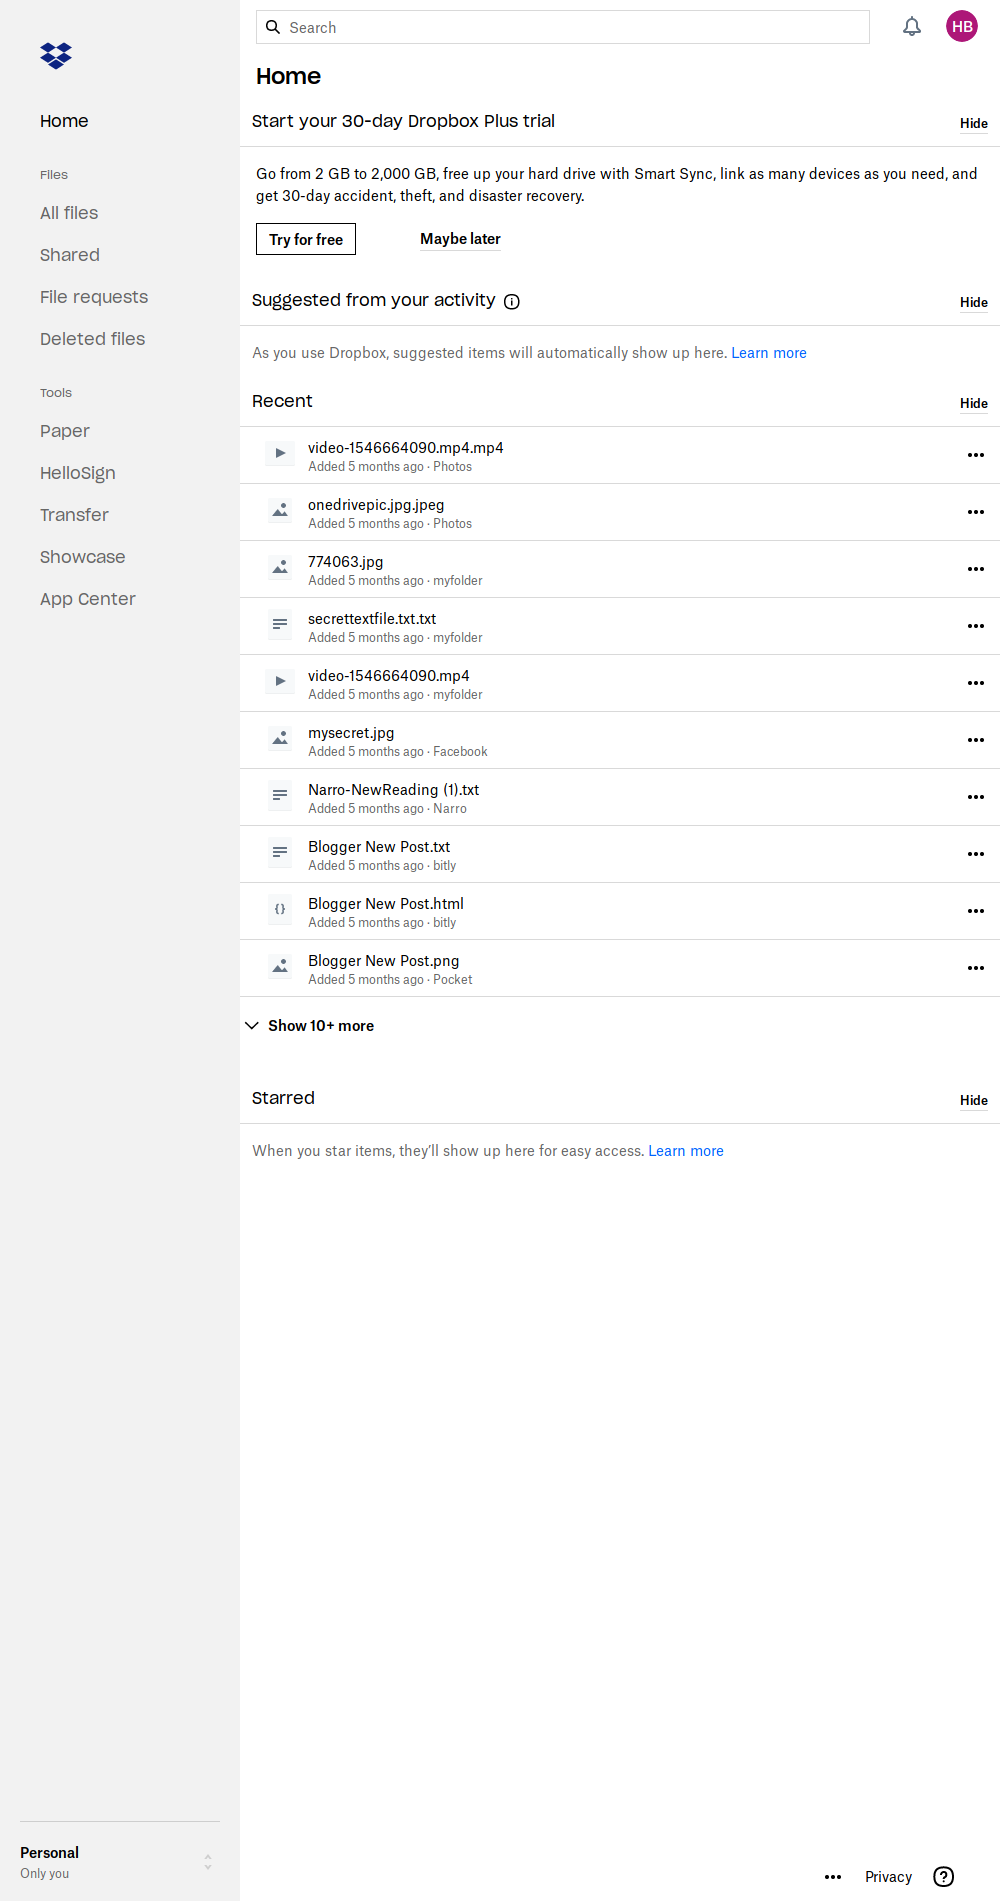 Search
HB
Home
Home
Start your 30-day Dropbox Plus trial
Hide
Files
All files
Shared
File requests
Deleted files
Tools
Paper
HelloSign
Transfer
Showcase
App Center
Go from 2 GB to 2,000 GB, free up your hard drive with Smart Sync, link as many devices as you need, and
get 30-day accident, theft, and disaster recovery.
Try for free
Maybe later
Suggested from your activity
Hide
As you use Dropbox, suggested items will automatically show up here. Learn more
Recent
Hide
video-1546664090.mp4.mp4
Added 5 months ago · Photos
onedrivepic.jpg.jpeg
Added 5 months ago · Photos
774063.jpg
Added 5 months ago · myfolder
secrettextfile.txt.txt
Added 5 months ago · myfolder
video-1546664090.mp4
Added 5 months ago · myfolder
mysecret.jpg
Added 5 months ago · Facebook
Narro-NewReading (1).txt
Added 5 months ago · Narro
Blogger New Post.txt
Added 5 months ago · bitly
Blogger New Post.html
Added 5 months ago · bitly
Blogger New Post.png
Added 5 months ago · Pocket
Show 10+ more
Starred
Hide
When you star items, they’ll show up here for easy access. Learn more
Personal
Only you
Privacy